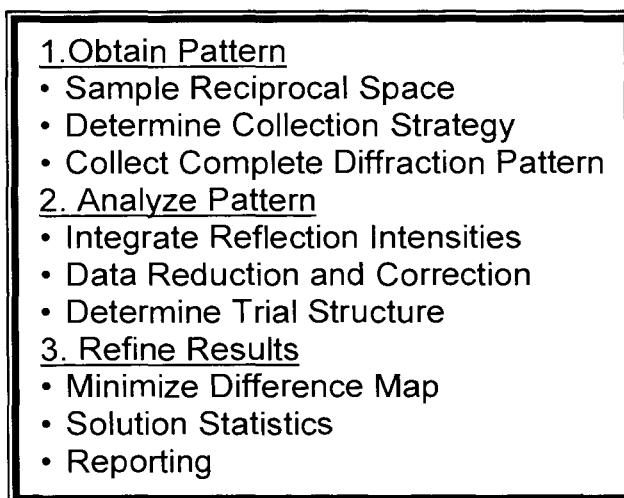 1.Obtain Pattern
• Sample Reciprocal Space
• Determine Collection Strategy
• Collect Complete Diffraction Pattern
2. Analyze Pattern
• Integrate Reflection Intensities
• Data Reduction and Correction
• Determine Trial Structure
3. Refine Results
• Minimize Difference Map
• Solution Statistics
• Reporting